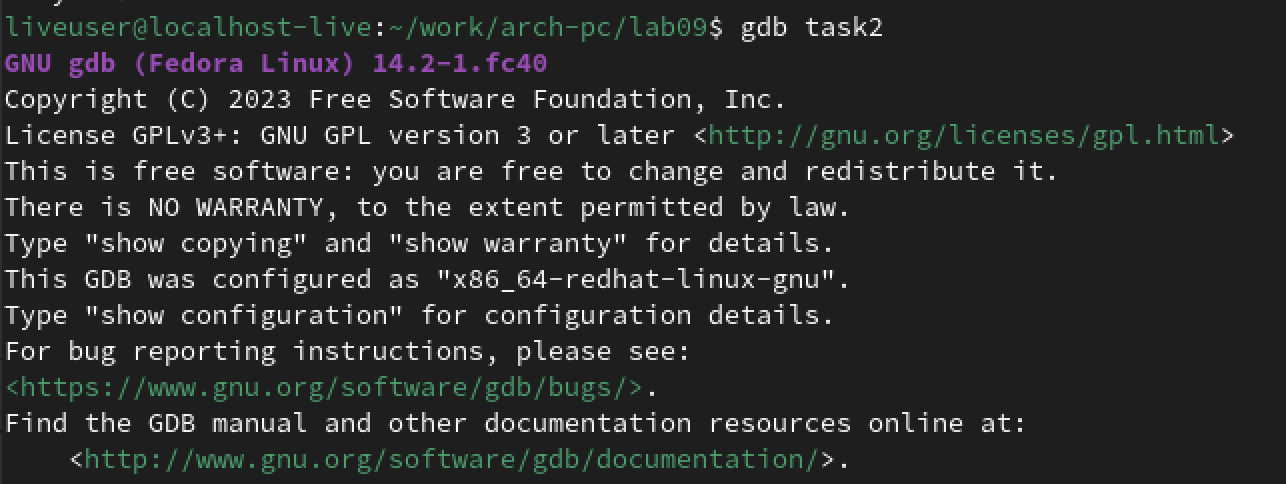 liveuser@localhost-live:~/work/arch-pc/lab09$ gdb task2
GNU gdb (Fedora Linux) 14.2-1.fc40
Copyright (C) 2023 Free Software Foundation, Inc.
License GPLv3+: GNU GPL version 3 or later <http://gnu.org/licenses/gpl.html>
This is free software: you are free to change and redistribute it.
There is NO WARRANTY, to the extent permitted by law.
Type "show copying" and "show warranty" for details.
This GDB was configured as "x86_64-redhat-linux-gnu".
Type "show configuration" for configuration details.
For bug reporting instructions, please see:
<https://www.gnu.org/software/gdb/bugs/>.
Find the GDB manual and other documentation resources online at:
    <http://www.gnu.org/software/gdb/documentation/>.